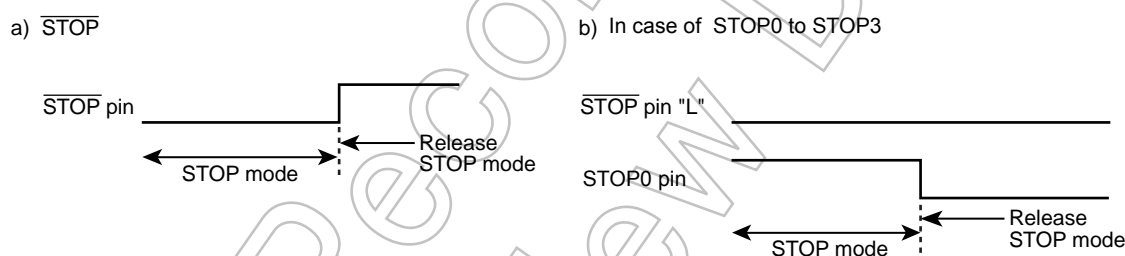 a) STOP
STOP pin
STOP mode
Release
STOP mode
b) In case of STOP0 to STOP3
STOP pin "L"
STOP0 pin
STOP mode
Release
STOP mode